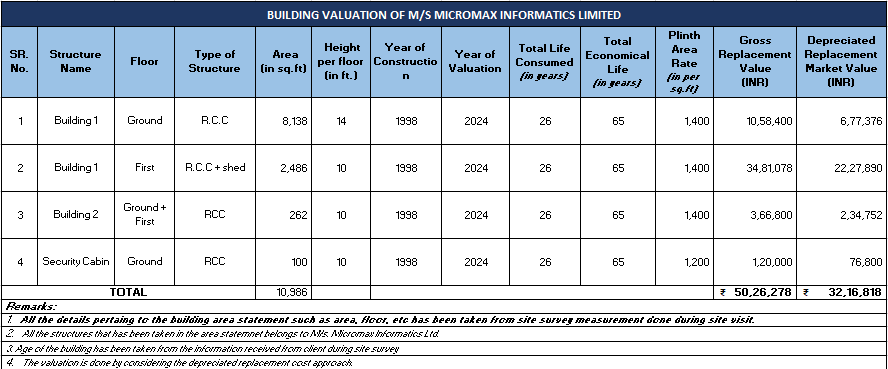 BUILDING VALUATION OF M/S MICROMAX INFORMATICS LIMITED
SR. No. Structure Name Floor Type of Structure Area (in sq.ft) Height per floor (in ft.) Year of Construction Year of Valuation Total Life Consumed (in years) Total Economical Life (in years) Plinth Area Rate (in per sq.ft) Gross Replacement Value (INR) Depreciated Replacement Market Value (INR)
1 Building 1 Ground R.C.C 8,138 14 1998 2024 26 65 1,400 10,58,400 6,77,376
2 Building 1 First R.C.C + shed 2,486 10 1998 2024 26 65 1,400 34,81,078 22,27,890
3 Building 2 Ground + First RCC 262 10 1998 2024 26 65 1,400 3,66,800 2,34,752
4 Security Cabin Ground RCC 100 10 1998 2024 26 65 1,200 1,20,000 76,800
TOTAL 10,986 ₹ 50,26,278 ₹ 32,16,818
Remarks:
1. All the details pertaing to the building area statement such as area, floor, etc has been taken from site survey measurement done during site visit.
2. All the structures that has been taken in the area statemnet belongs to M/s. Micromax Informatics Ltd.
3. Age of the building has been taken from the information received from client during site survey
4. The valuation is done by considering the depreciated replacement cost approach.